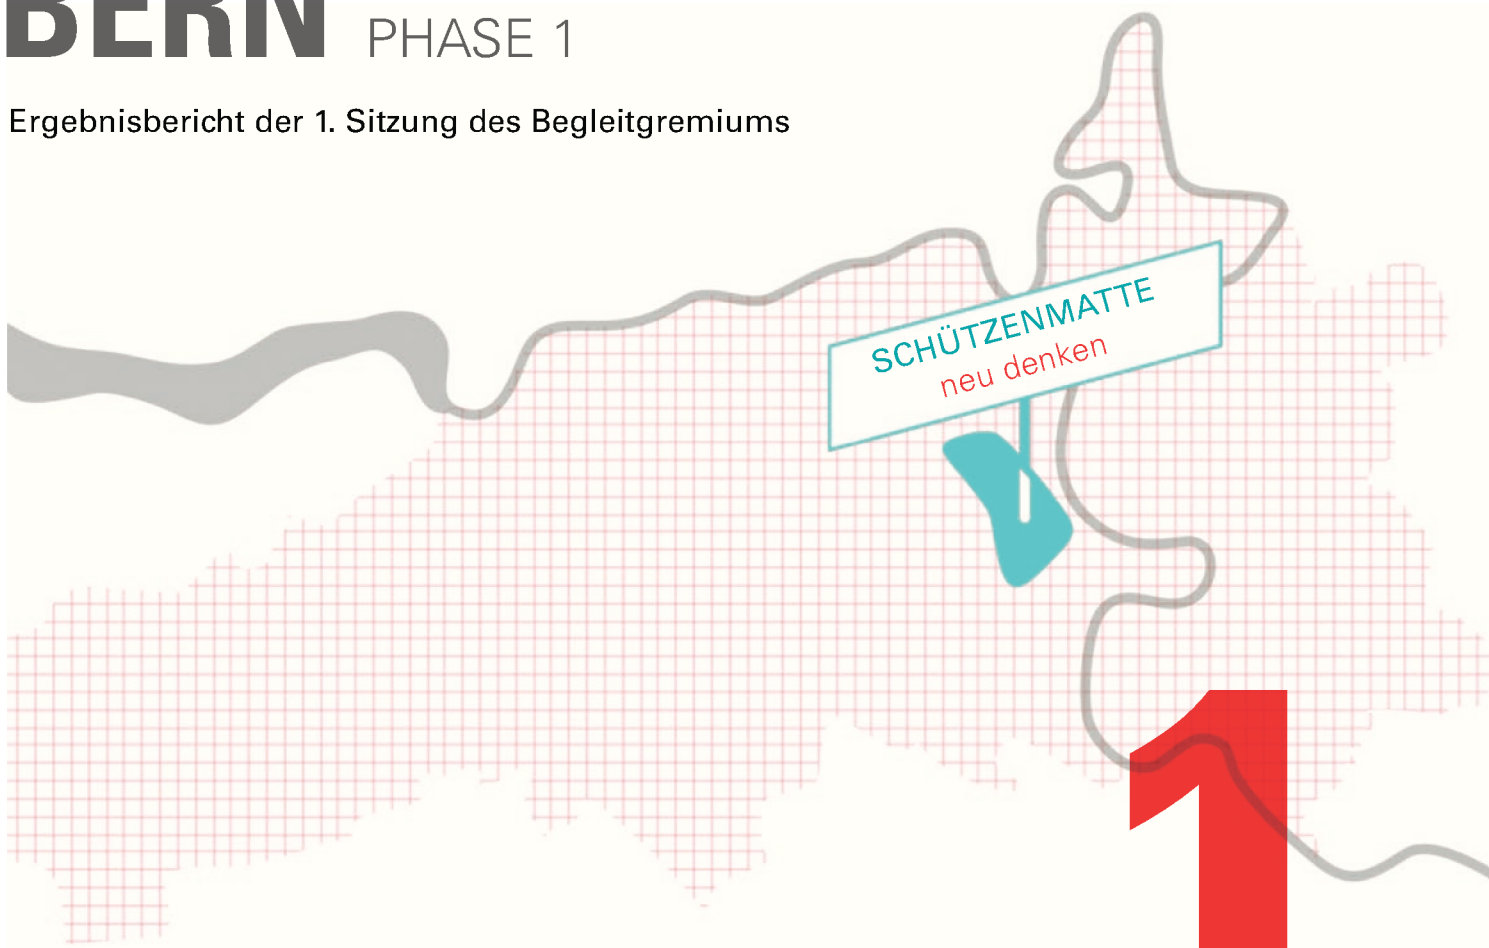 BERN PHASE 1
Ergebnisbericht der 1. Sitzung des Begleitgremiums
SCHÜTZENMATTE
neu denken
1